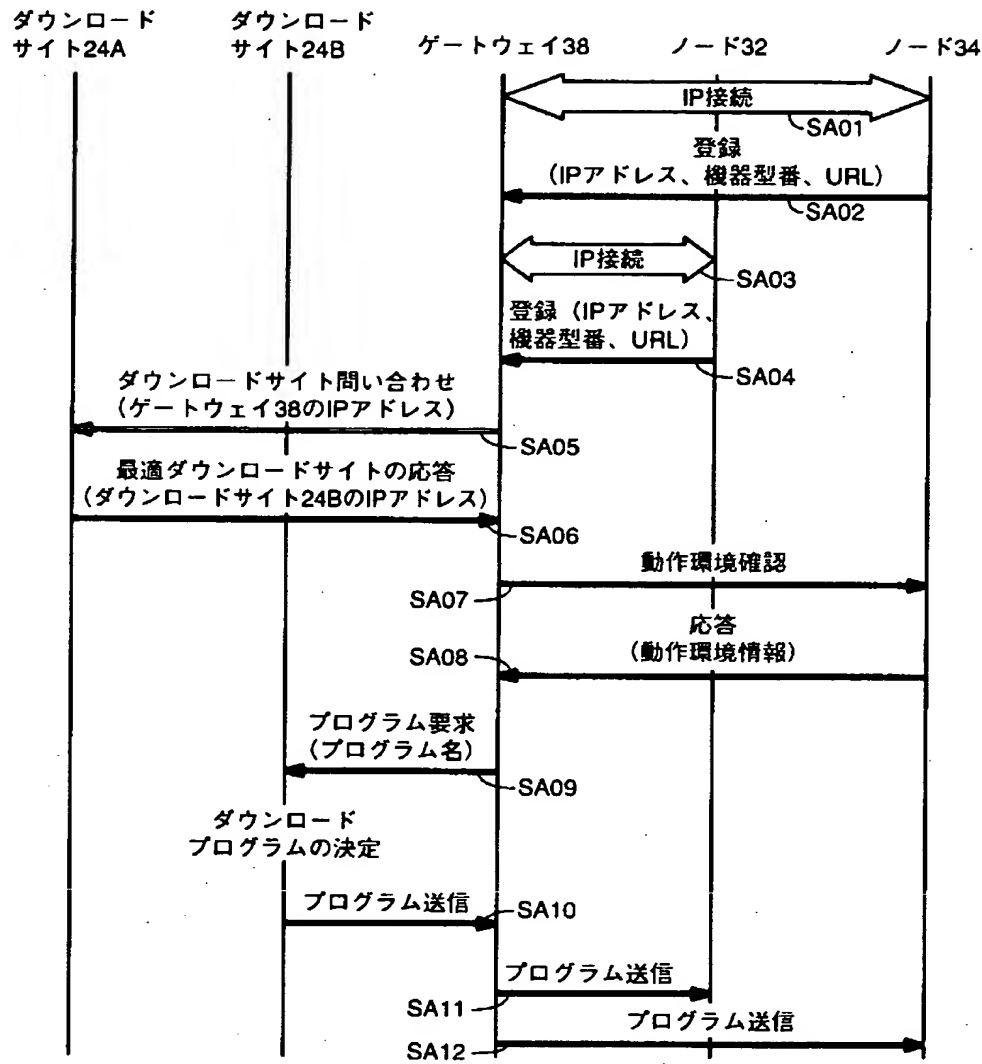 ダウンロード
サイト24A
ダウンロード
サイト24B
ゲートウェイ38
ノード32
ノード34
IP接続
SA01
登録
(IPアドレス、機器型番、URL)
SA02
IP接続
SA03
登録(IPアドレス、
機器型番、URL)
SA04
ダウンロードサイト問い合わせ
(ゲートウェイ38のIPアドレス)
SA05
最適ダウンロードサイトの応答
(ダウンロードサイト24BのIPアドレス)
SA06
動作環境確認
SA07
応答
(動作環境情報)
SA08
プログラム要求
(プログラム名)
SA09
ダウンロード
プログラムの決定
プログラム送信
SA10
プログラム送信
SA11
プログラム送信
SA12